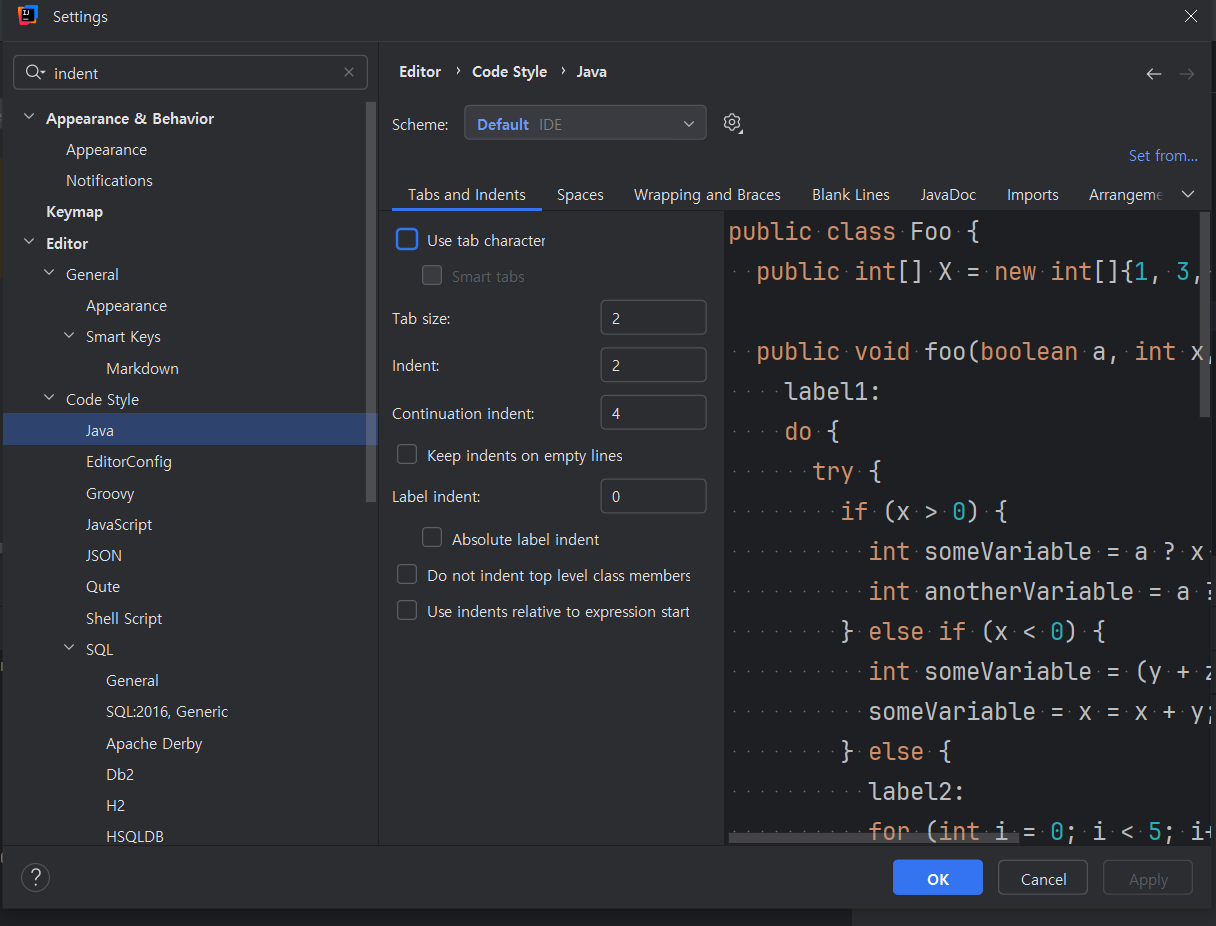 Settings
indent
Appearance & Behavior
Appearance
Notifications
Keymap
Editor
General
Appearance
Smart Keys
Markdown
Code Style
Java
EditorConfig
Groovy
JavaScript
JSON
Qute
Shell Script
SQL
General
SQL:2016, Generic
Apache Derby
Db2
H2
HSQLDB
Editor › Code Style › Java
Scheme: Default IDE
Set from...
Tabs and Indents Spaces Wrapping and Braces Blank Lines JavaDoc Imports Arrangeme
Use tab character
Smart tabs
Tab size: 2
Indent: 2
Continuation indent: 4
Keep indents on empty lines
Label indent: 0
Absolute label indent
Do not indent top level class members
Use indents relative to expression start
public class Foo {
public int[] X = new int[]{1, 3,
public void foo(boolean a, int x,
label1:
do {
try {
if (x > 0) {
int someVariable = a ? x
int anotherVariable = a ?
} else if (x < 0) {
int someVariable = (y + z
someVariable = x = x + y;
} else {
label2:
for (int i = 0; i < 5; i+
? OK Cancel Apply